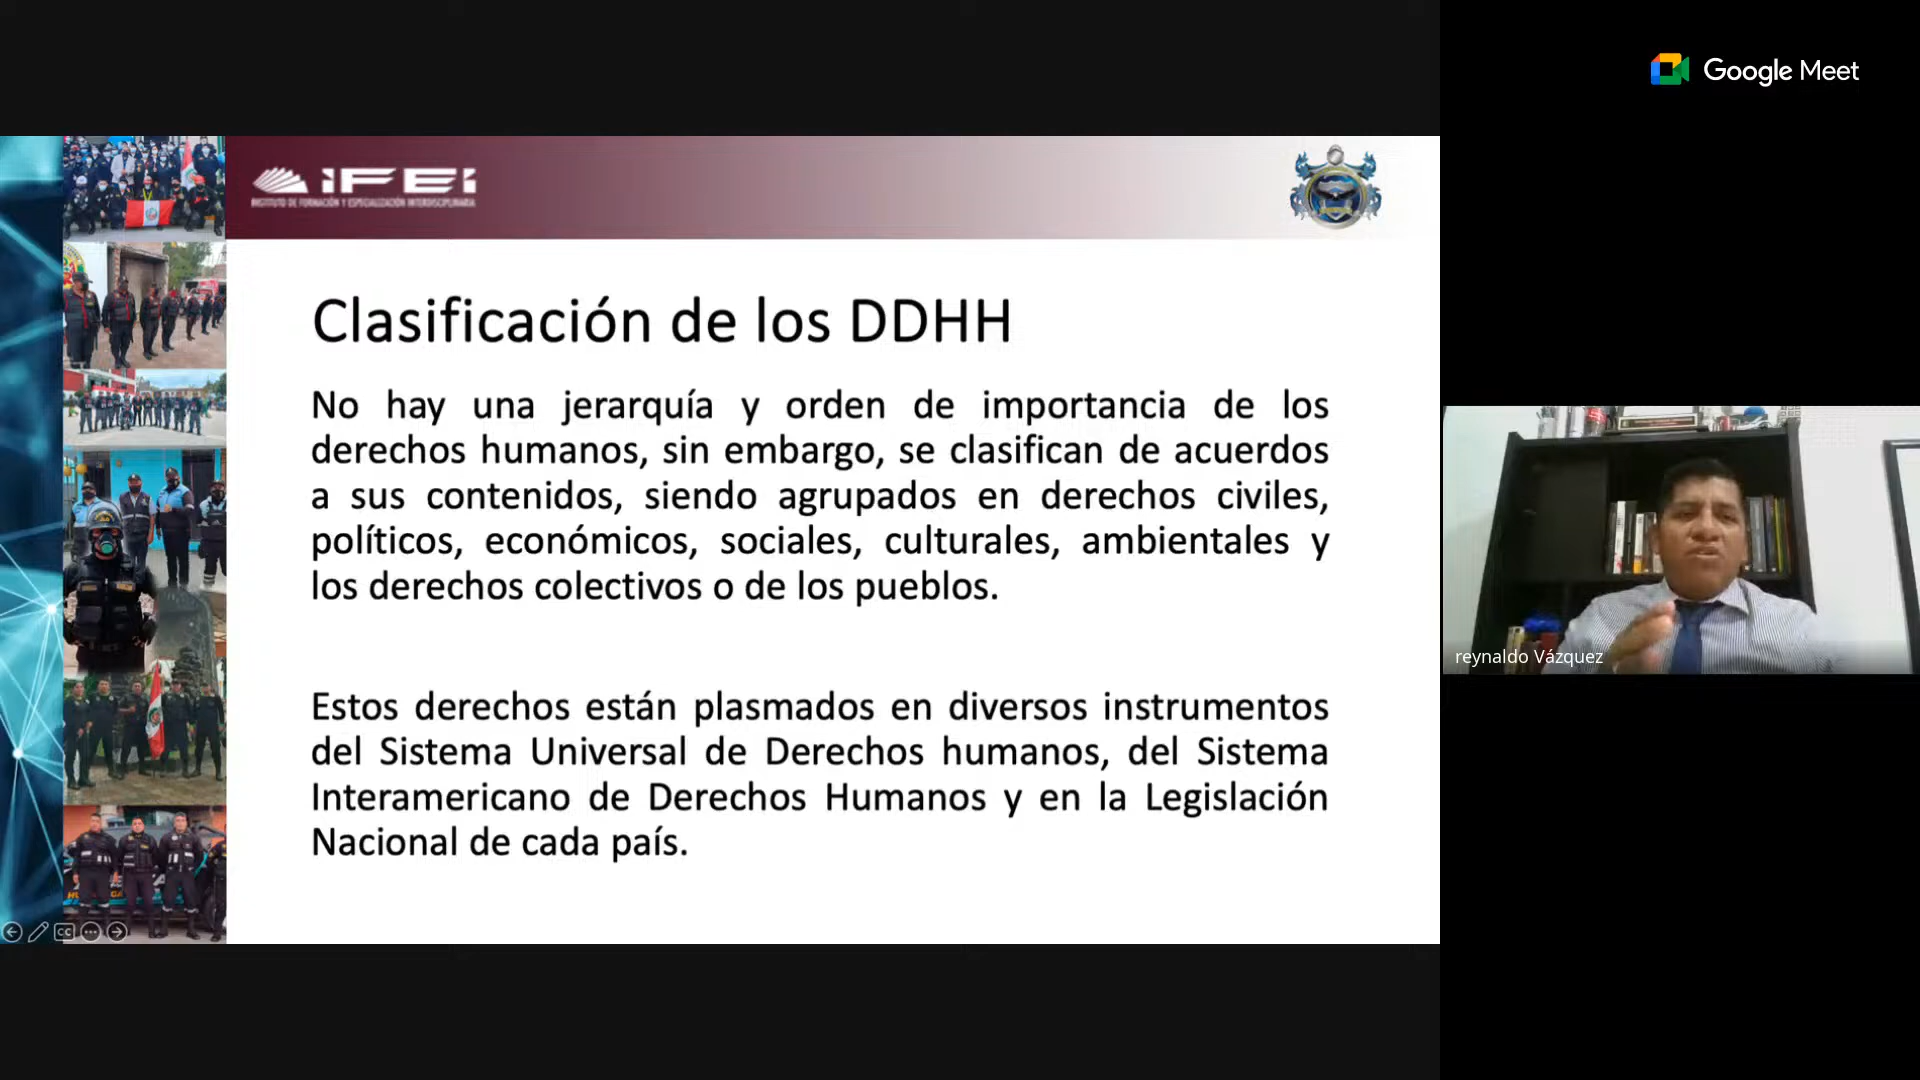 Google Meet
iFEi
INSTITUTO DE FORMACIÓN Y ESPECIALIZACIÓN INTERDISCIPLINARIA
Clasificación de los DDHH
No hay una jerarquía y orden de importancia de los
derechos humanos, sin embargo, se clasifican de acuerdos
a sus contenidos, siendo agrupados en derechos civiles,
políticos, económicos, sociales, culturales, ambientales y
los derechos colectivos o de los pueblos.
Estos derechos están plasmados en diversos instrumentos
del Sistema Universal de Derechos humanos, del Sistema
Interamericano de Derechos Humanos y en la Legislación
Nacional de cada país.
CC
reynaldo Vázquez